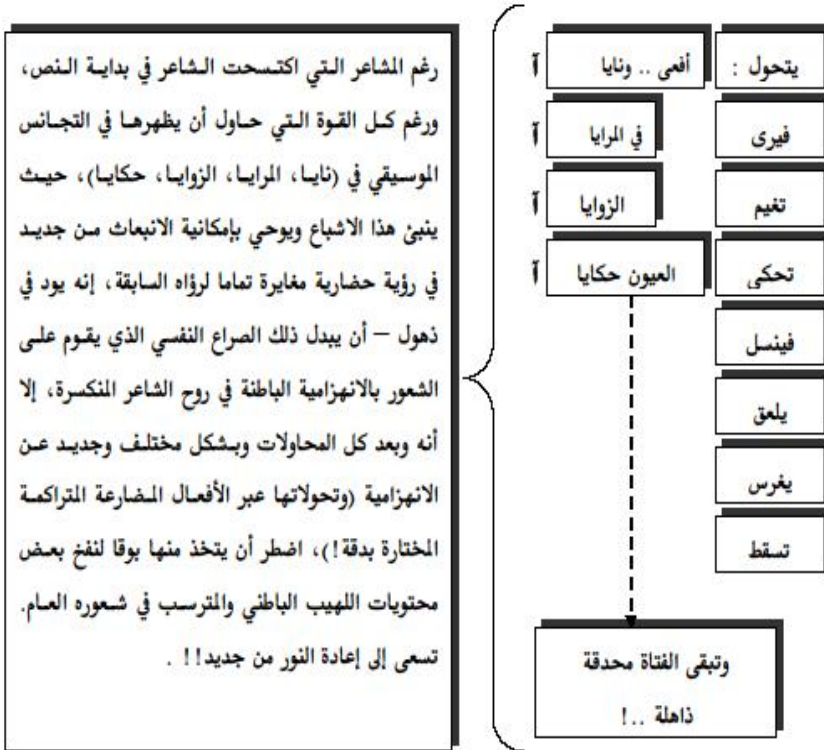 يتحول :
أفعى .. ونايا
آ
فيرى
في المرايا
آ
تغيم
الزوايا
آ
تحكى
العيون حكايا
آ
فينسل
يلعق
يغرس
تسقط
وتبقى الفتاة محدقة
ذاهلة ..!
رغم المشاعر التي اكتسحت الشاعر في بداية النص،
ورغم كل القوة التي حاول أن يظهرها في التجانس
الموسيقي في (نايا، المرايا، الزوايا، حكايا)، حيث
ينبئ هذا الاشباع ويوحي بإمكانية الانبعاث من جديد
في رؤية حضارية مغايرة تماما لرؤاه السابقة، إنه يود في
ذهول – أن يبدل ذلك الصراع النفسي الذي يقوم على
الشعور بالانهزامية الباطنة في روح الشاعر المنكسرة، إلا
أنه وبعد كل المحاولات وبشكل مختلف وجديد عن
الانهزامية (وتحولاتها عبر الأفعال المضارعة المتراكمة
المختارة بدقة!)، اضطر أن يتخذ منها بوقا لنفخ بعض
محتويات اللهيب الباطني والمترسب في شعوره العام.
تسعى إلى إعادة النور من جديد!! .